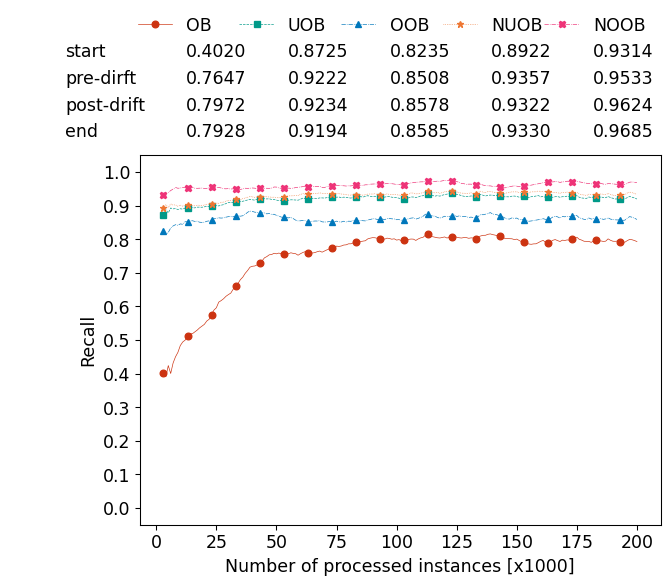 OB UOB OOB NUOB NOOB
start 0.4020 0.8725 0.8235 0.8922 0.9314
pre-dirft 0.7647 0.9222 0.8508 0.9357 0.9533
post-drift 0.7972 0.9234 0.8578 0.9322 0.9624
end 0.7928 0.9194 0.8585 0.9330 0.9685
1.0
0.9
0.8
0.7
0.6
0.5
0.4
0.3
0.2
0.1
0.0
Recall
0 25 50 75 100 125 150 175 200
Number of processed instances [x1000]